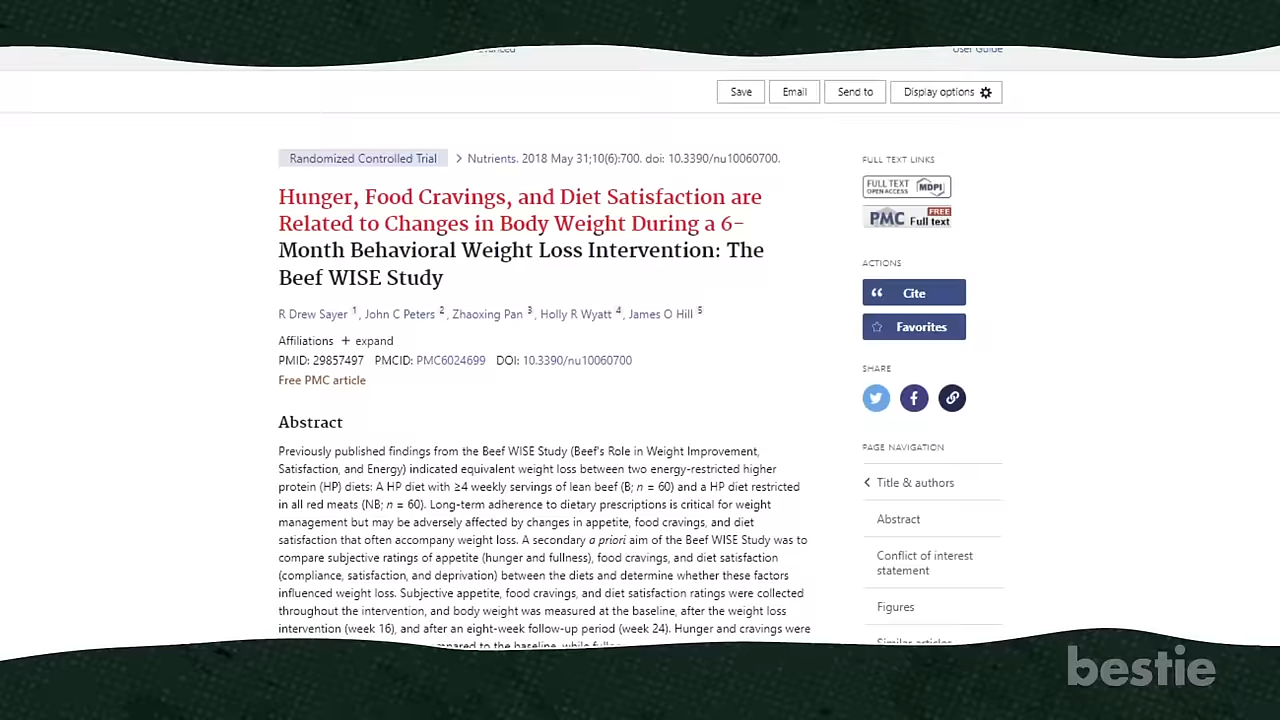 User Guide
Save
Email
Send to
Display options
Randomized Controlled Trial
Nutrients. 2018 May 31;10(6):700. doi: 10.3390/nu10060700.
Hunger, Food Cravings, and Diet Satisfaction are
Related to Changes in Body Weight During a 6-
Month Behavioral Weight Loss Intervention: The
Beef WISE Study
R Drew Sayer 1, John C Peters 2, Zhaoxing Pan 3, Holly R Wyatt 4, James O Hill 5
Affiliations + expand
PMID: 29857497 PMCID: PMC6024699 DOI: 10.3390/nu10060700
Free PMC article
Abstract
Previously published findings from the Beef WISE Study (Beef's Role in Weight Improvement,
Satisfaction, and Energy) indicated equivalent weight loss between two energy-restricted higher
protein (HP) diets: A HP diet with ≥4 weekly servings of lean beef (B; n = 60) and a HP diet restricted
in all red meats (NB; n = 60). Long-term adherence to dietary prescriptions is critical for weight
management but may be adversely affected by changes in appetite, food cravings, and diet
satisfaction that often accompany weight loss. A secondary a priori aim of the Beef WISE Study was to
compare subjective ratings of appetite (hunger and fullness), food cravings, and diet satisfaction
(compliance, satisfaction, and deprivation) between the diets and determine whether these factors
influenced weight loss. Subjective appetite, food cravings, and diet satisfaction ratings were collected
throughout the intervention, and body weight was measured at the baseline, after the weight loss
intervention (week 16), and after an eight-week follow-up period (week 24). Hunger and cravings were
to the baseline, while
FULL TEXT LINKS
FULL TEXT
OPEN ACCESS
MDPI
PMC
FREE
Full text
ACTIONS
Cite
Favorites
SHARE
PAGE NAVIGATION
Title & authors
Abstract
Conflict of interest
statement
Figures
Similar articles
bestie